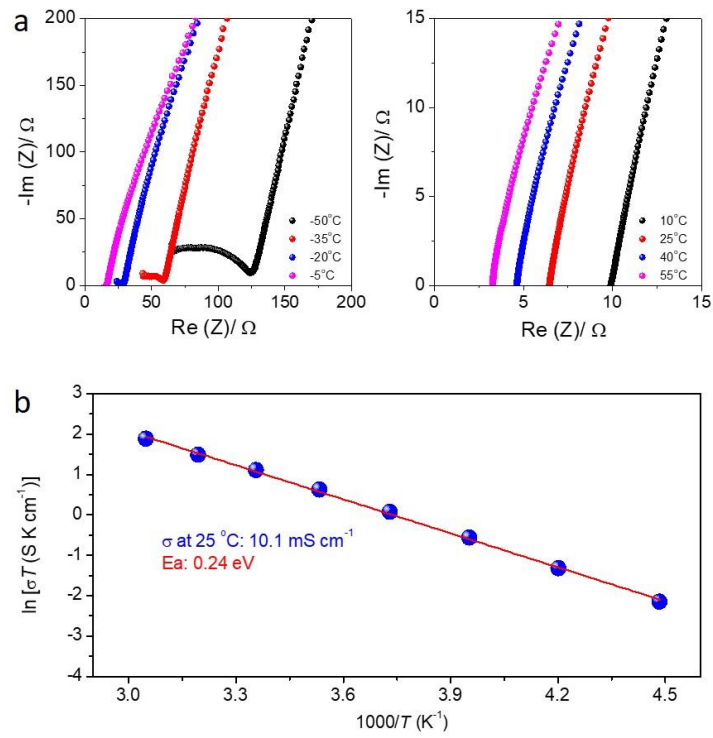 a
200
150
100
50
0
-Im (Z)/ Ω
-50°C
-35°C
-20°C
-5°C
0 50 100 150 200
Re (Z)/ Ω
15
10
5
0
-Im (Z)/ Ω
10°C
25°C
40°C
55°C
0 5 10 15
Re (Z)/ Ω
b
3
2
1
0
-1
-2
-3
-4
ln [σT (S K cm⁻¹)]
σ at 25 °C: 10.1 mS cm⁻¹
Ea: 0.24 eV
3.0 3.3 3.6 3.9 4.2 4.5
1000/T (K⁻¹)